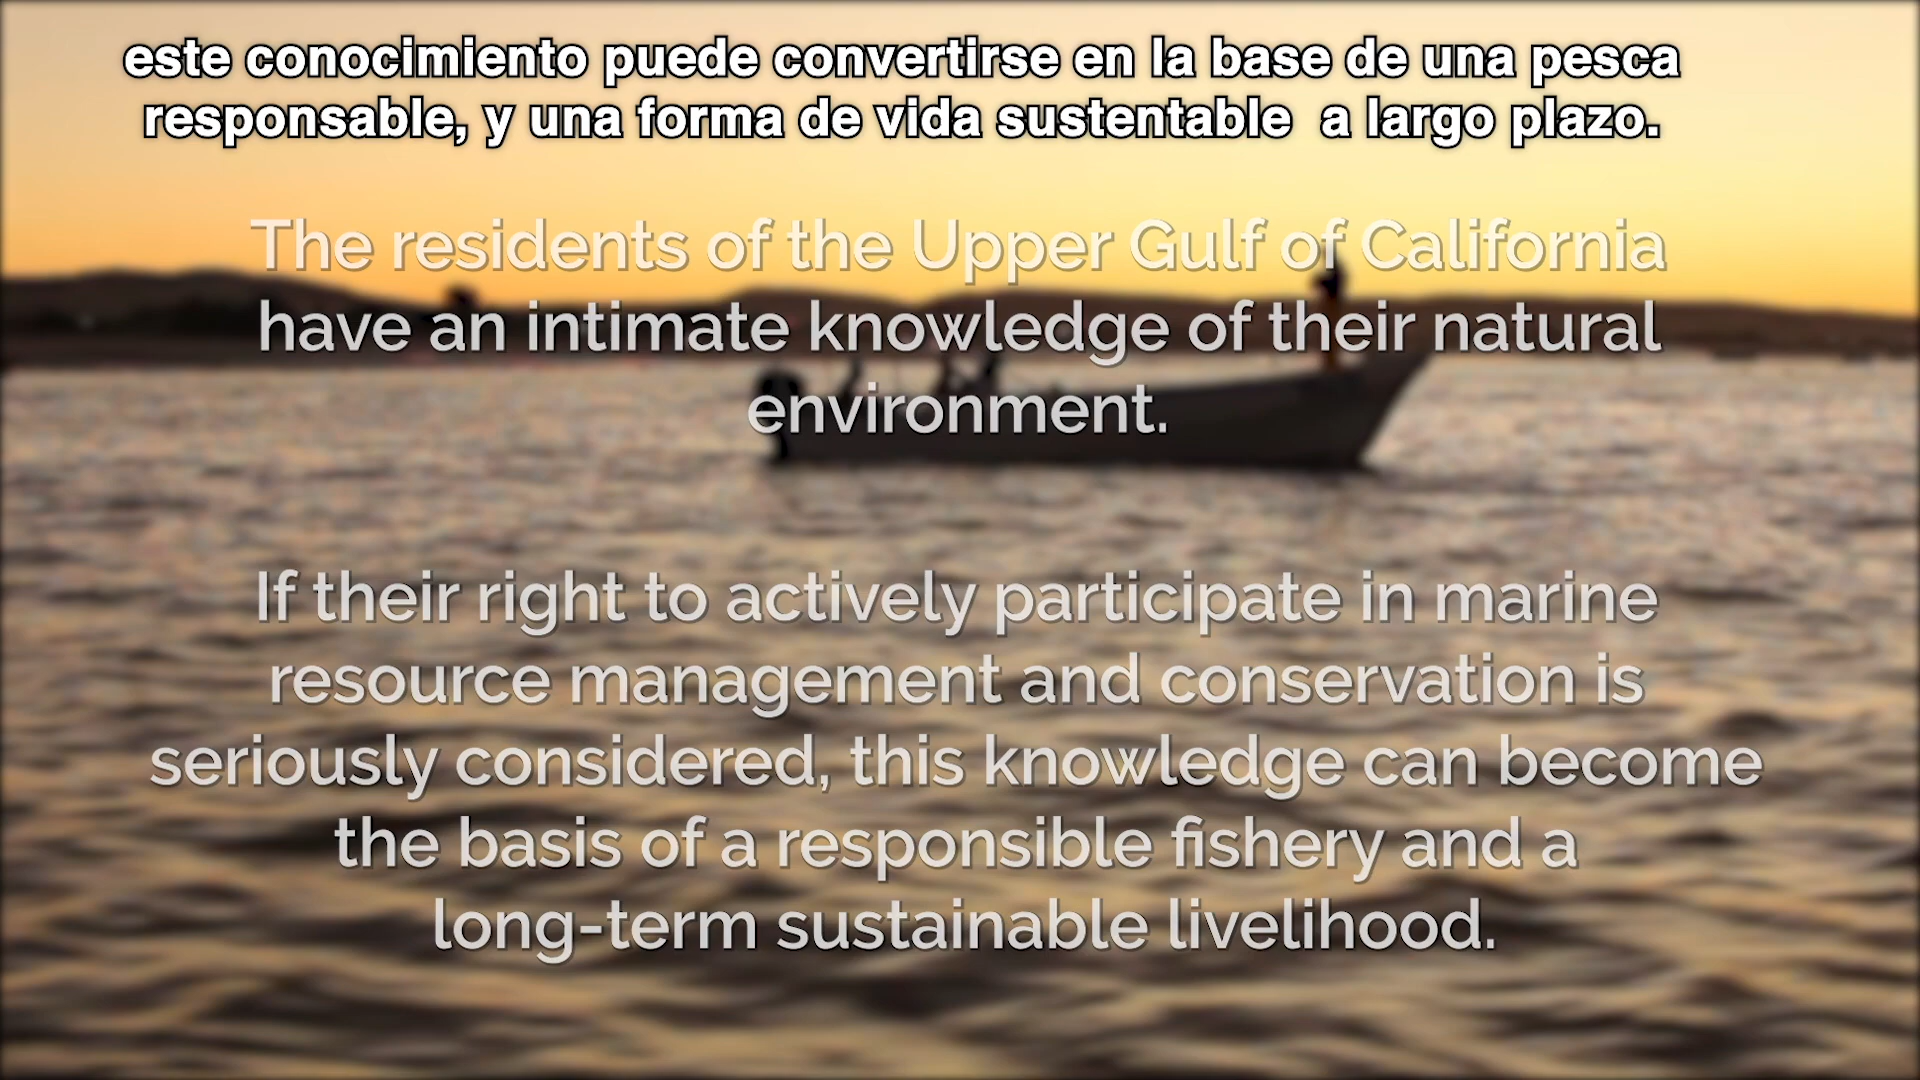 este conocimiento puede convertirse en la base de una pesca
responsable, y una forma de vida sustentable  a largo plazo.
The residents of the Upper Gulf of California
have an intimate knowledge of their natural
environment.
If their right to actively participate in marine
resource management and conservation is
seriously considered, this knowledge can become
the basis of a responsible fishery and a
long-term sustainable livelihood.